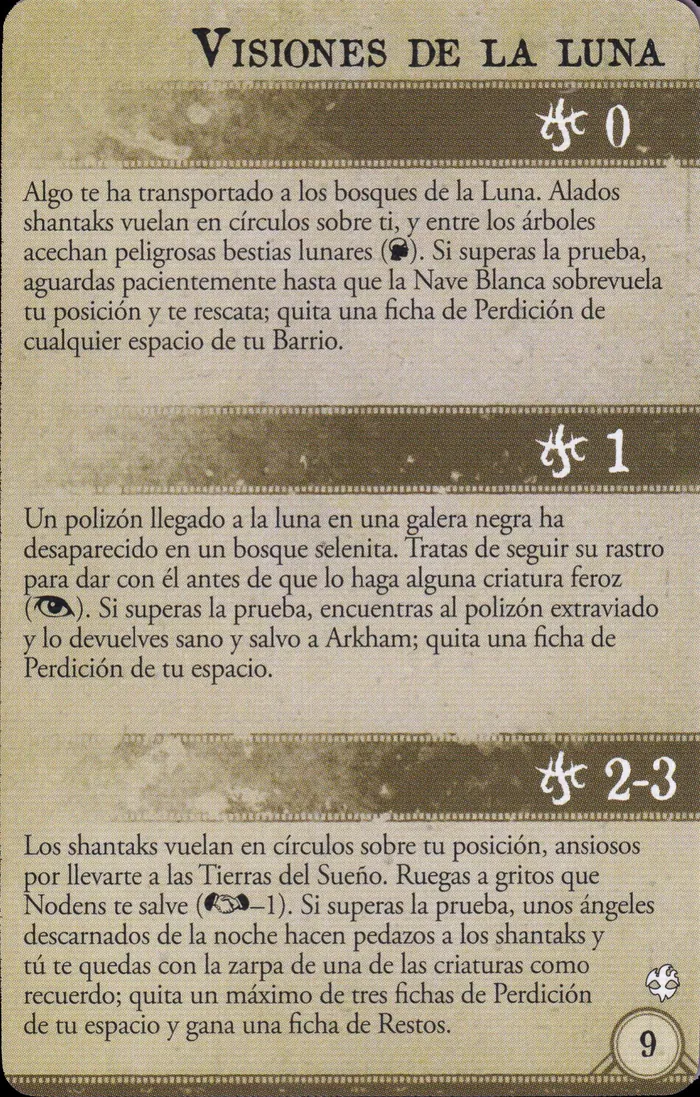 Visiones de la luna
0
Algo te ha transportado a los bosques de la Luna. Alados
shantaks vuelan en círculos sobre ti, y entre los árboles
acechan peligrosas bestias lunares (). Si superas la prueba,
aguardas pacientemente hasta que la Nave Blanca sobrevuela
tu posición y te rescata; quita una ficha de Perdición de
cualquier espacio de tu Barrio.
1
Un polizón llegado a la luna en una galera negra ha
desaparecido en un bosque selenita. Tratas de seguir su rastro
para dar con él antes de que lo haga alguna criatura feroz
(). Si superas la prueba, encuentras al polizón extraviado
y lo devuelves sano y salvo a Arkham; quita una ficha de
Perdición de tu espacio.
2-3
Los shantaks vuelan en círculos sobre tu posición, ansiosos
por llevarte a las Tierras del Sueño. Ruegas a gritos que
Nodens te salve (–1). Si superas la prueba, unos ángeles
descarnados de la noche hacen pedazos a los shantaks y
tú te quedas con la zarpa de una de las criaturas como
recuerdo; quita un máximo de tres fichas de Perdición
de tu espacio y gana una ficha de Restos.
9